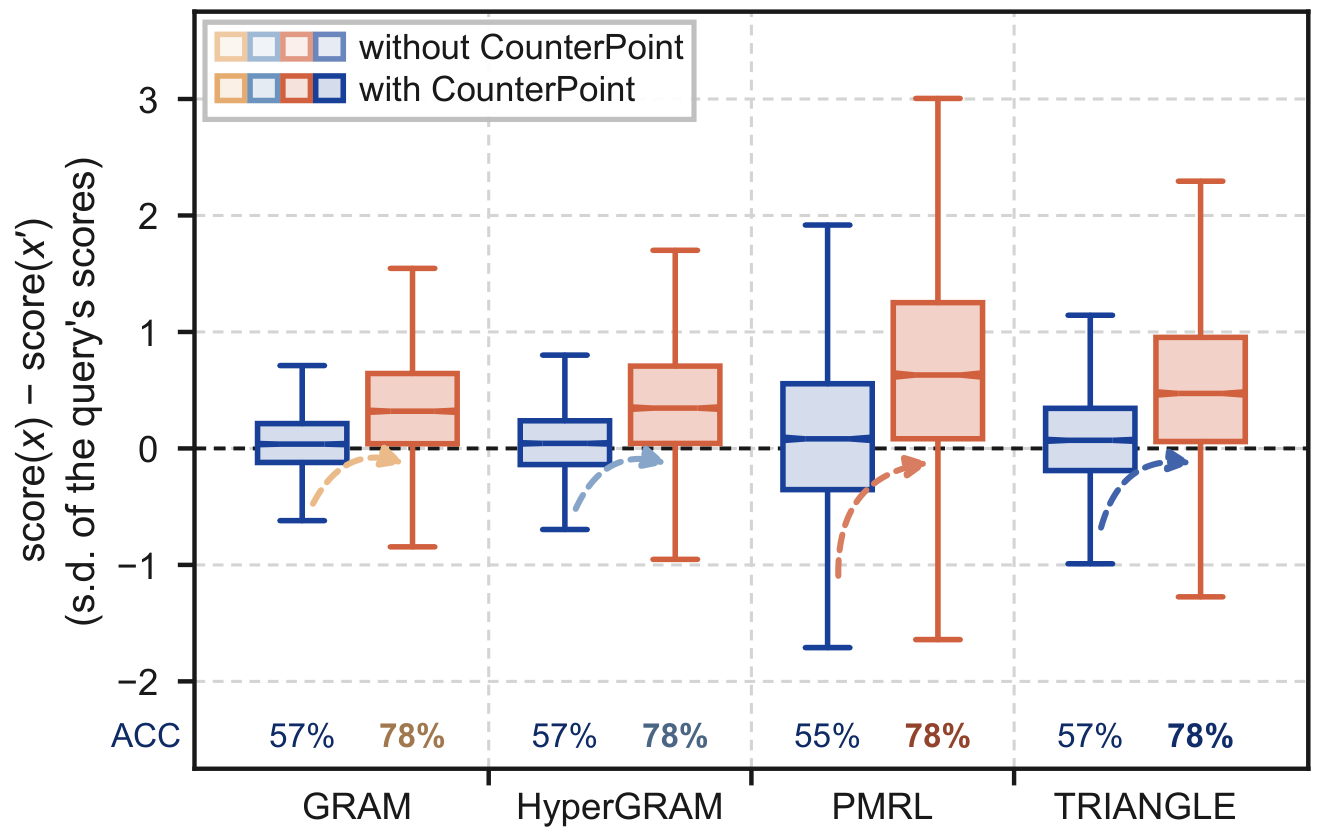 without CounterPoint
with CounterPoint
score(x) − score(x′)
(s.d. of the query's scores)
3
2
1
0
−1
−2
ACC 57% 78% 57% 78% 55% 78% 57% 78%
GRAM HyperGRAM PMRL TRIANGLE